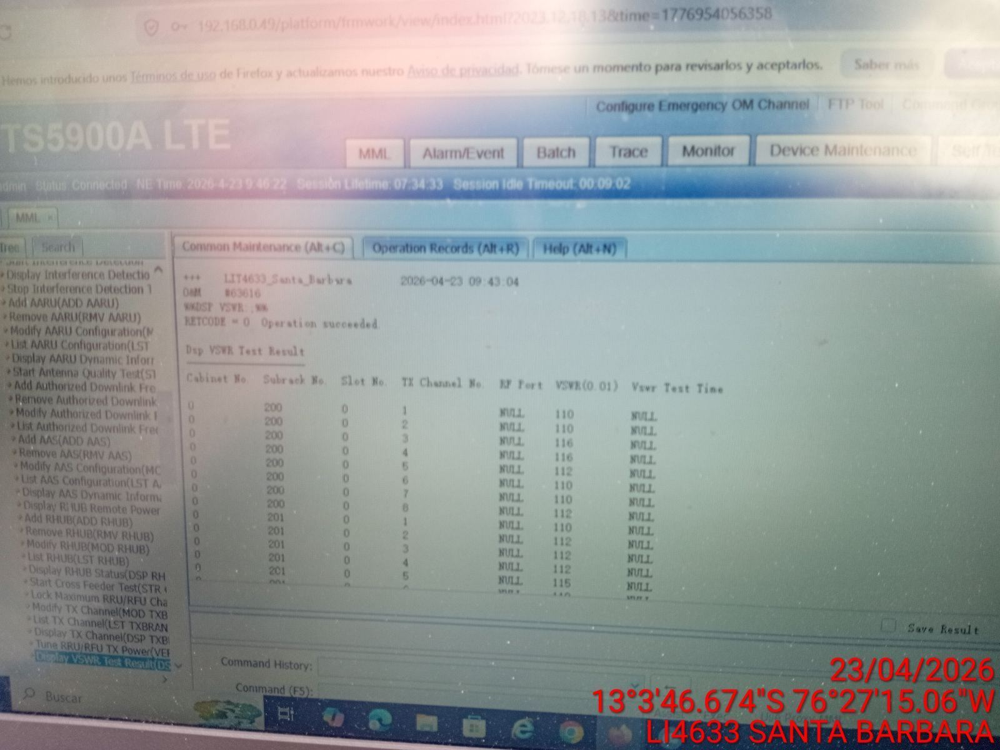 192.168.0.49/platform/frmwork/view/index.html?2023.12.18.13&time=1776954056358
Hemos introducido unos Términos de uso de Firefox y actualizamos nuestro Aviso de privacidad. Tómese un momento para revisarlos y aceptarlos. Saber más
Configure Emergency OM Channel FTP Tool
TS5900A LTE
MML Alarm/Event Batch Trace Monitor Device Maintenance
dmin Status: Connected NE Time: 2026-4-23 9:46:22 Session Lifetime: 07:34:33 Session Idle Timeout: 00:09:02
MML
Tree Search Common Maintenance (Alt+C) Operation Records (Alt+R) Help (Alt+N)
Start Interference Detection
Display Interference Detectio
Stop Interference Detection T
Add AARU(ADD AARU)
Remove AARU(RMV AARU)
Modify AARU Configuration(M
List AARU Configuration(LST
Display AARU Dynamic Inforr
Start Antenna Quality Test(ST
Add Authorized Downlink Fre
Remove Authorized Downlink
Modify Authorized Downlink F
List Authorized Downlink Frec
Add AAS(ADD AAS)
Remove AAS(RMV AAS)
Modify AAS Configuration(MC
List AAS Configuration(LST A
Display AAS Dynamic Informa
Display RHUB Remote Power
Add RHUB(ADD RHUB)
Remove RHUB(RMV RHUB)
Modify RHUB(MOD RHUB)
List RHUB(LST RHUB)
Display RHUB Status(DSP RH
Start Cross Feeder Test(STR
Lock Maximum RRU/RFU Cha
Modify TX Channel(MOD TXB
List TX Channel(LST TXBRAN
Display TX Channel(DSP TXB
Tune RRU/RFU TX Power(VEF
Display VSWR Test Result(DS
+++ LIT4633_Santa_Barbara 2026-04-23 09:43:04
O&M #63616
%%DSP VSWR:;%%
RETCODE = 0 Operation succeeded.
Dsp VSWR Test Result
Cabinet No. Subrack No. Slot No. TX Channel No. RF Port VSWR(0.01) Vswr Test Time
0 200 0 1 NULL 110 NULL
0 200 0 2 NULL 110 NULL
0 200 0 3 NULL 116 NULL
0 200 0 4 NULL 116 NULL
0 200 0 5 NULL 112 NULL
0 200 0 6 NULL 110 NULL
0 200 0 7 NULL 110 NULL
0 200 0 8 NULL 112 NULL
0 201 0 1 NULL 110 NULL
0 201 0 2 NULL 112 NULL
0 201 0 3 NULL 112 NULL
0 201 0 4 NULL 112 NULL
0 201 0 5 NULL 115 NULL
Save Result
Command History:
Command (F5):
Buscar
23/04/2026
13°3'46.674"S 76°27'15.06"W
LI4633 SANTA BARBARA